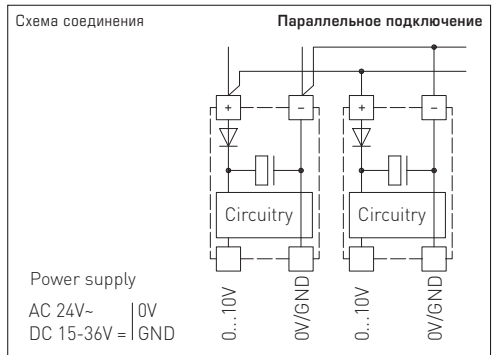 Схема соединения
Параллельное подключение
+ − + −
Circuitry Circuitry
Power supply
AC 24V~ 0V
DC 15-36V = GND
0...10V
0V/GND
0...10V
0V/GND